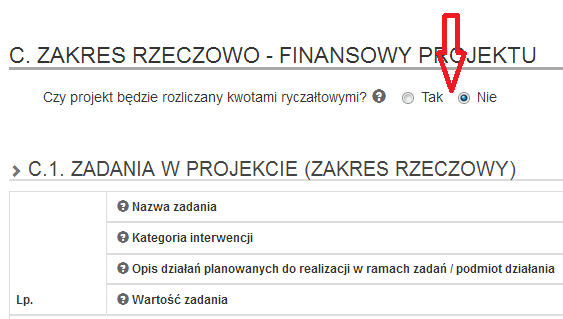 C. ZAKRES RZECZOWO - FINANSOWY PROJEKTU
Czy projekt będzie rozliczany kwotami ryczałtowymi? ? Tak Nie
C.1. ZADANIA W PROJEKCIE (ZAKRES RZECZOWY)
? Nazwa zadania
? Kategoria interwencji
? Opis działań planowanych do realizacji w ramach zadań / podmiot działania
Lp. ? Wartość zadania